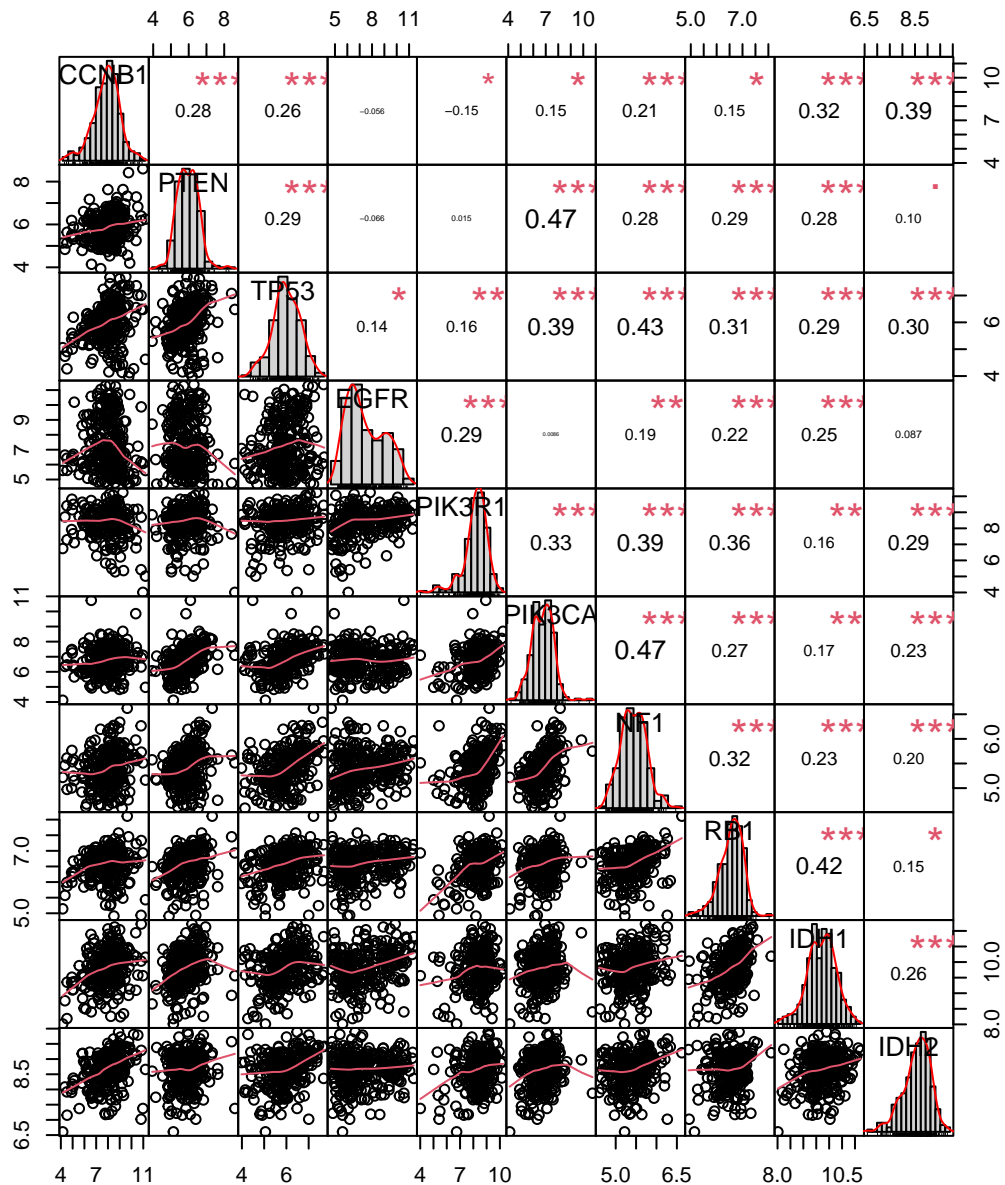 4 6 8 5 7 9 11 4 7 10 5.0 7.0 6.5 8.5
CCNB1 *** *** * * *** * *** ***
0.28 0.26 −0.056 −0.15 0.15 0.21 0.15 0.32 0.39
4 7 10
PTEN *** *** *** *** ***
0.29 −0.066 0.015 0.47 0.28 0.29 0.28 0.10
4 6 8
TP53 * ** *** *** *** *** ***
0.14 0.16 0.39 0.43 0.31 0.29 0.30
4 6
EGFR *** ** *** ***
0.29 0.0086 0.19 0.22 0.25 0.087
5 7 9
PIK3R1 *** *** *** ** ***
0.33 0.39 0.36 0.16 0.29
4 6 8
PIK3CA *** *** ** ***
0.47 0.27 0.17 0.23
4 6 8 11
NF1 *** *** ***
0.32 0.23 0.20
5.0 6.0
RB1 *** *
0.42 0.15
5.0 7.0
IDH1 ***
0.26
8.0 10.0
IDH2
6.5 8.5
4 7 11 4 6 4 7 10 5.0 6.5 8.0 10.5